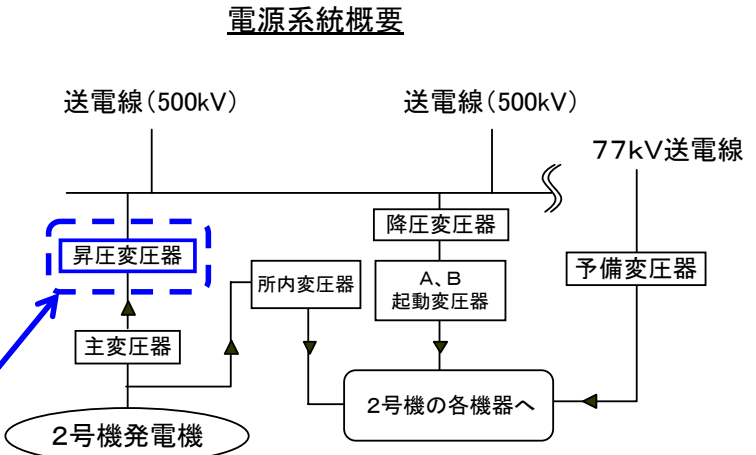 電源系統概要
送電線(500kV)
送電線(500kV)
77kV送電線
降圧変圧器
昇圧変圧器
所内変圧器
A、B
起動変圧器
予備変圧器
主変圧器
2号機の各機器へ
2号機発電機